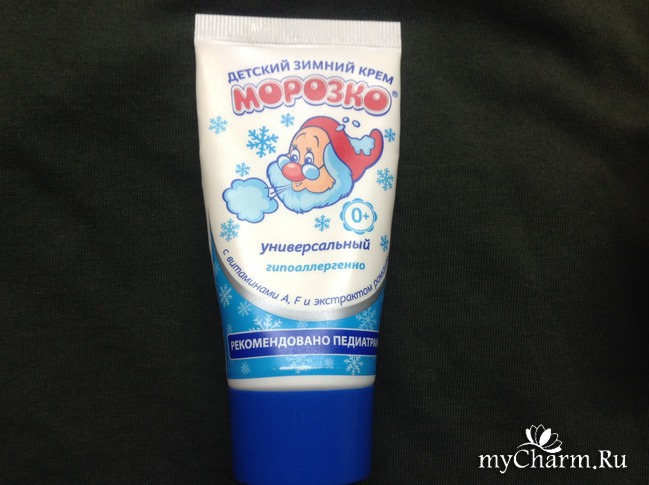 ДЕТСКИЙ ЗИМНИЙ КРЕМ
МОРОЗКО®
0+
универсальный
гипоаллергенно
с витаминами A, F и экстрактом
РЕКОМЕНДОВАНО
myCharm.Ru